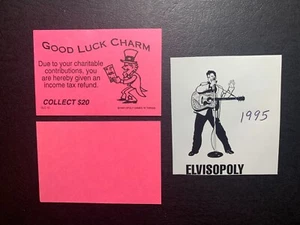 GOOD LUCK CHARM
Due to your charitable
contributions, you
are hereby given an
income tax refund.
COLLECT $20
1995
ELVISOPOLY